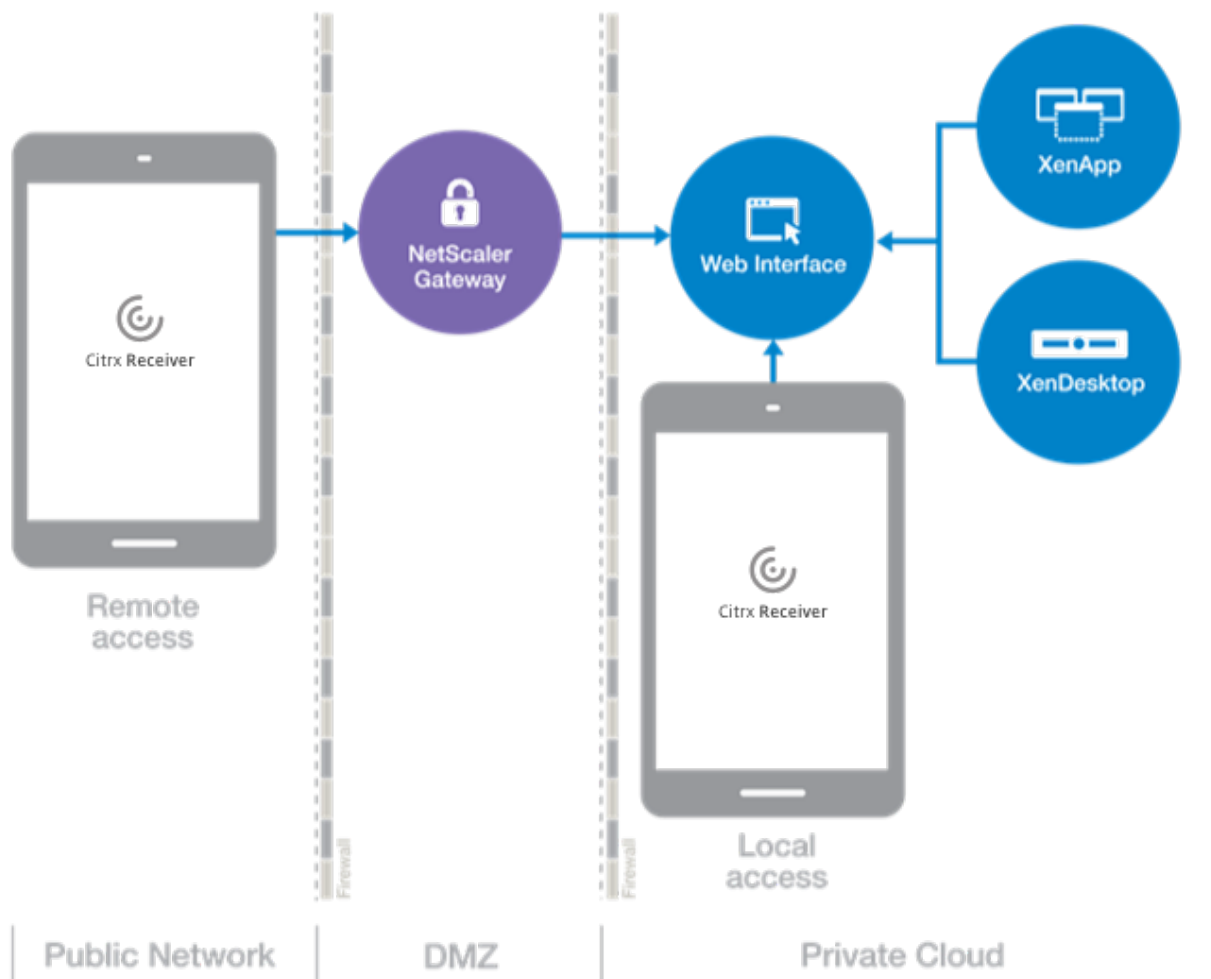 Citrx Receiver
Remote
access
Firewall
NetScaler
Gateway
Firewall
Web Interface
XenApp
XenDesktop
Citrx Receiver
Local
access
Public Network
DMZ
Private Cloud